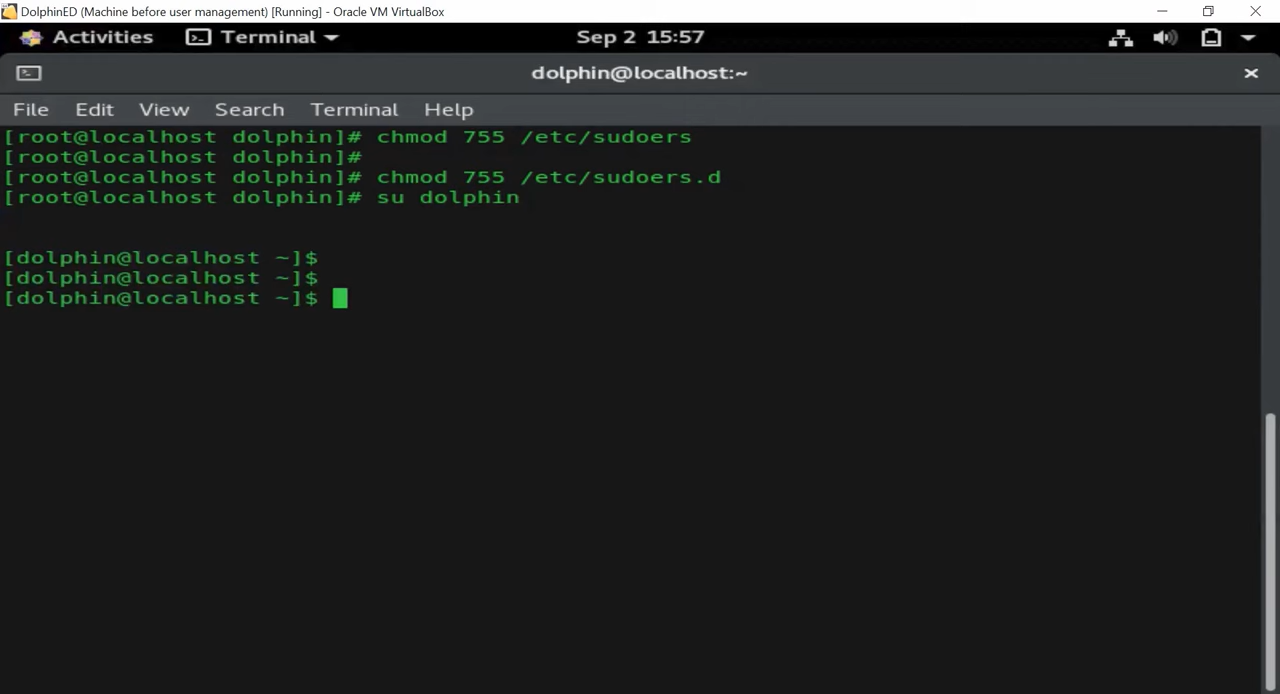 DolphinED (Machine before user management) [Running] - Oracle VM VirtualBox
Activities Terminal Sep 2 15:57
dolphin@localhost:~
File Edit View Search Terminal Help
[root@localhost dolphin]# chmod 755 /etc/sudoers
[root@localhost dolphin]#
[root@localhost dolphin]# chmod 755 /etc/sudoers.d
[root@localhost dolphin]# su dolphin
[dolphin@localhost ~]$
[dolphin@localhost ~]$
[dolphin@localhost ~]$